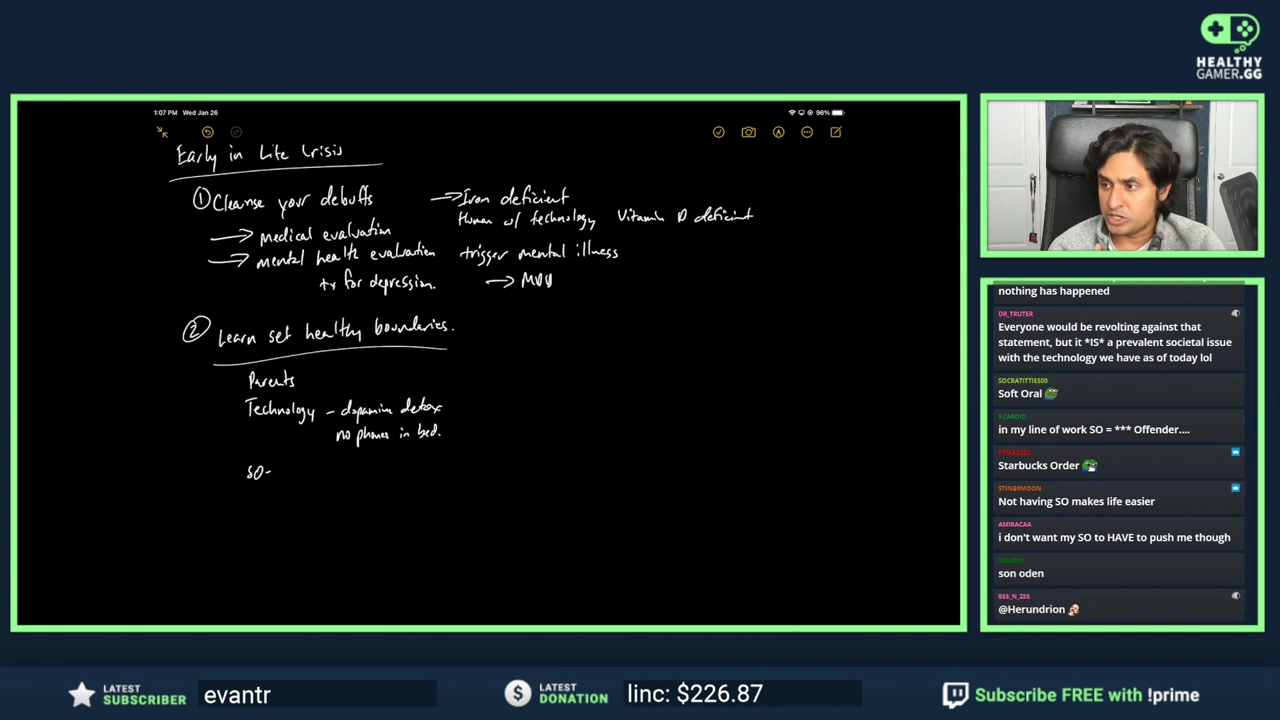 HEALTHY
GAMER.GG
1:07 PM Wed Jan 26
96%
Early in Life Crisis
① Cleanse your debuffs
→ Iron deficient
Human w/ technology Vitamin D deficient
→ medical evaluation
→ mental health evaluation trigger mental illness
tx for depression. → MDD
② Learn set healthy boundaries.
Parents
Technology - dopamine detox
no phones in bed.
SO-
nothing has happened
DR_TRUTER
Everyone would be revolting against that
statement, but it *IS* a prevalent societal issue
with the technology we have as of today lol
SOCRATITTIES00
Soft Oral
RCARDIO
in my line of work SO = *** Offender....
Starbucks Order
STING9MOON
Not having SO makes life easier
AMIRACAA
i don't want my SO to HAVE to push me though
son oden
BEE_N_ZEE
@Herundrion
LATEST
SUBSCRIBER
evantr
LATEST
DONATION
linc: $226.87
Subscribe FREE with !prime